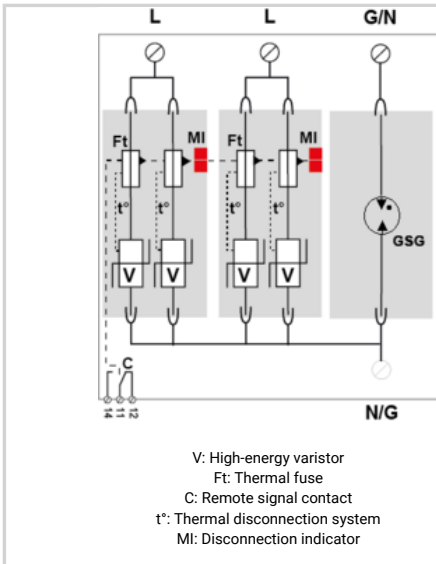 L L G/N
Ft MI Ft MI
t° t° t° t°
GSG
V V V V
C
14 11 12
N/G
V: High-energy varistor
Ft: Thermal fuse
C: Remote signal contact
t°: Thermal disconnection system
MI: Disconnection indicator